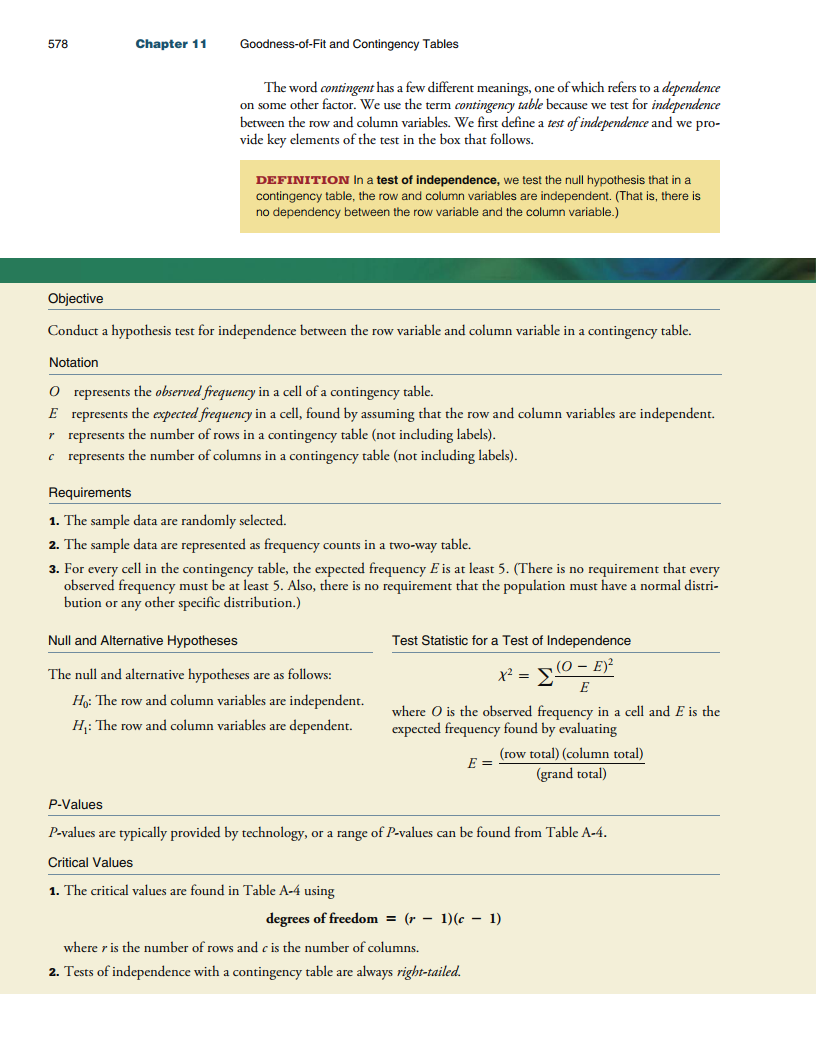 578 Chapter 11 Goodness-of-Fit and Contingency Tables
The word contingent has a few different meanings, one of which refers to a dependence
on some other factor. We use the term contingency table because we test for independence
between the row and column variables. We first define a test of independence and we pro-
vide key elements of the test in the box that follows.
DEFINITION In a test of independence, we test the null hypothesis that in a
contingency table, the row and column variables are independent. (That is, there is
no dependency between the row variable and the column variable.)
Objective
Conduct a hypothesis test for independence between the row variable and column variable in a contingency table.
Notation
O represents the observed frequency in a cell of a contingency table.
E represents the expected frequency in a cell, found by assuming that the row and column variables are independent.
r represents the number of rows in a contingency table (not including labels).
c represents the number of columns in a contingency table (not including labels).
Requirements
1. The sample data are randomly selected.
2. The sample data are represented as frequency counts in a two-way table.
3. For every cell in the contingency table, the expected frequency E is at least 5. (There is no requirement that every
observed frequency must be at least 5. Also, there is no requirement that the population must have a normal distri-
bution or any other specific distribution.)
Null and Alternative Hypotheses
The null and alternative hypotheses are as follows:
H₀: The row and column variables are independent.
H₁: The row and column variables are dependent.
Test Statistic for a Test of Independence
χ² = ∑ (O − E)² / E
where O is the observed frequency in a cell and E is the
expected frequency found by evaluating
E = (row total) (column total) / (grand total)
P-Values
P-values are typically provided by technology, or a range of P-values can be found from Table A-4.
Critical Values
1. The critical values are found in Table A-4 using
degrees of freedom = (r − 1)(c − 1)
where r is the number of rows and c is the number of columns.
2. Tests of independence with a contingency table are always right-tailed.